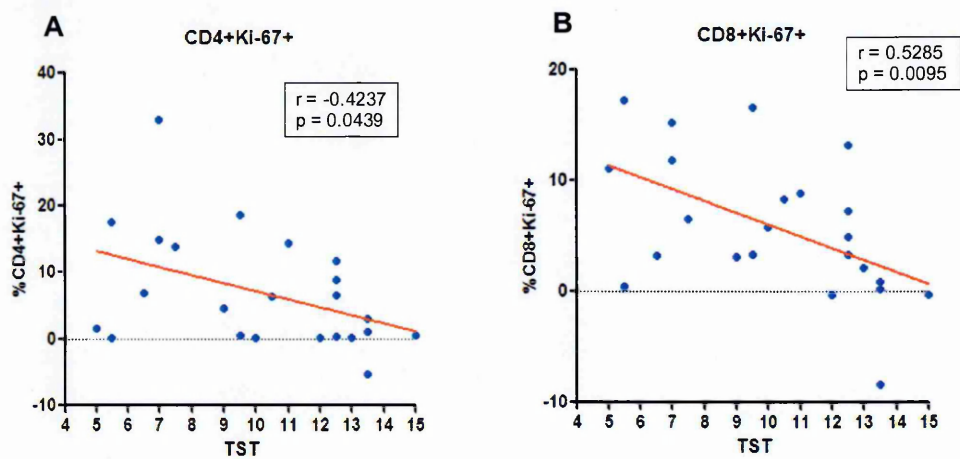 A
CD4+Ki-67+
r = -0.4237
p = 0.0439
40
30
20
10
0
-10
%CD4+Ki-67+
4 5 6 7 8 9 10 11 12 13 14 15
TST
B
CD8+Ki-67+
r = 0.5285
p = 0.0095
20
10
0
-10
%CD8+Ki-67+
4 5 6 7 8 9 10 11 12 13 14 15
TST